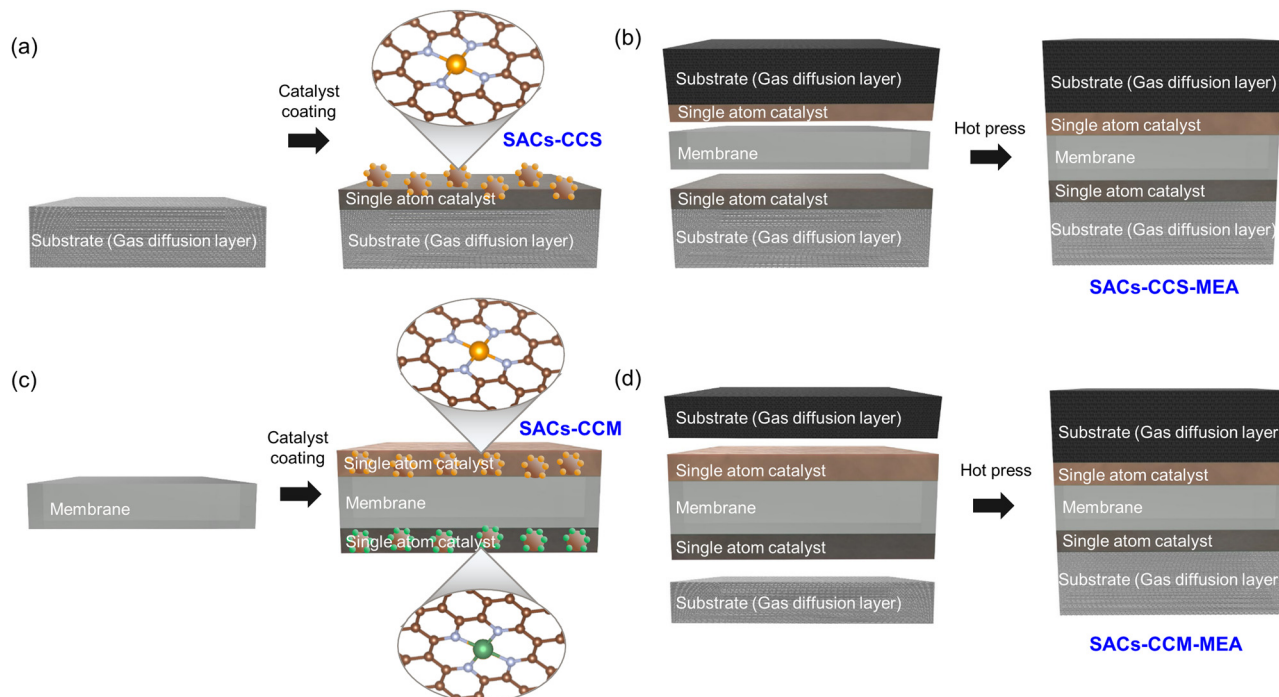 (a)
Catalyst
coating
SACs-CCS
Substrate (Gas diffusion layer)
Single atom catalyst
Substrate (Gas diffusion layer)
(b)
Substrate (Gas diffusion layer)
Single atom catalyst
Membrane
Single atom catalyst
Substrate (Gas diffusion layer)
Hot press
Substrate (Gas diffusion layer)
Single atom catalyst
Membrane
Single atom catalyst
Substrate (Gas diffusion layer)
SACs-CCS-MEA
(c)
Membrane
Catalyst
coating
SACs-CCM
Single atom catalyst
Membrane
Single atom catalyst
(d)
Substrate (Gas diffusion layer)
Single atom catalyst
Membrane
Single atom catalyst
Substrate (Gas diffusion layer)
Hot press
Substrate (Gas diffusion layer)
Single atom catalyst
Membrane
Single atom catalyst
Substrate (Gas diffusion layer)
SACs-CCM-MEA